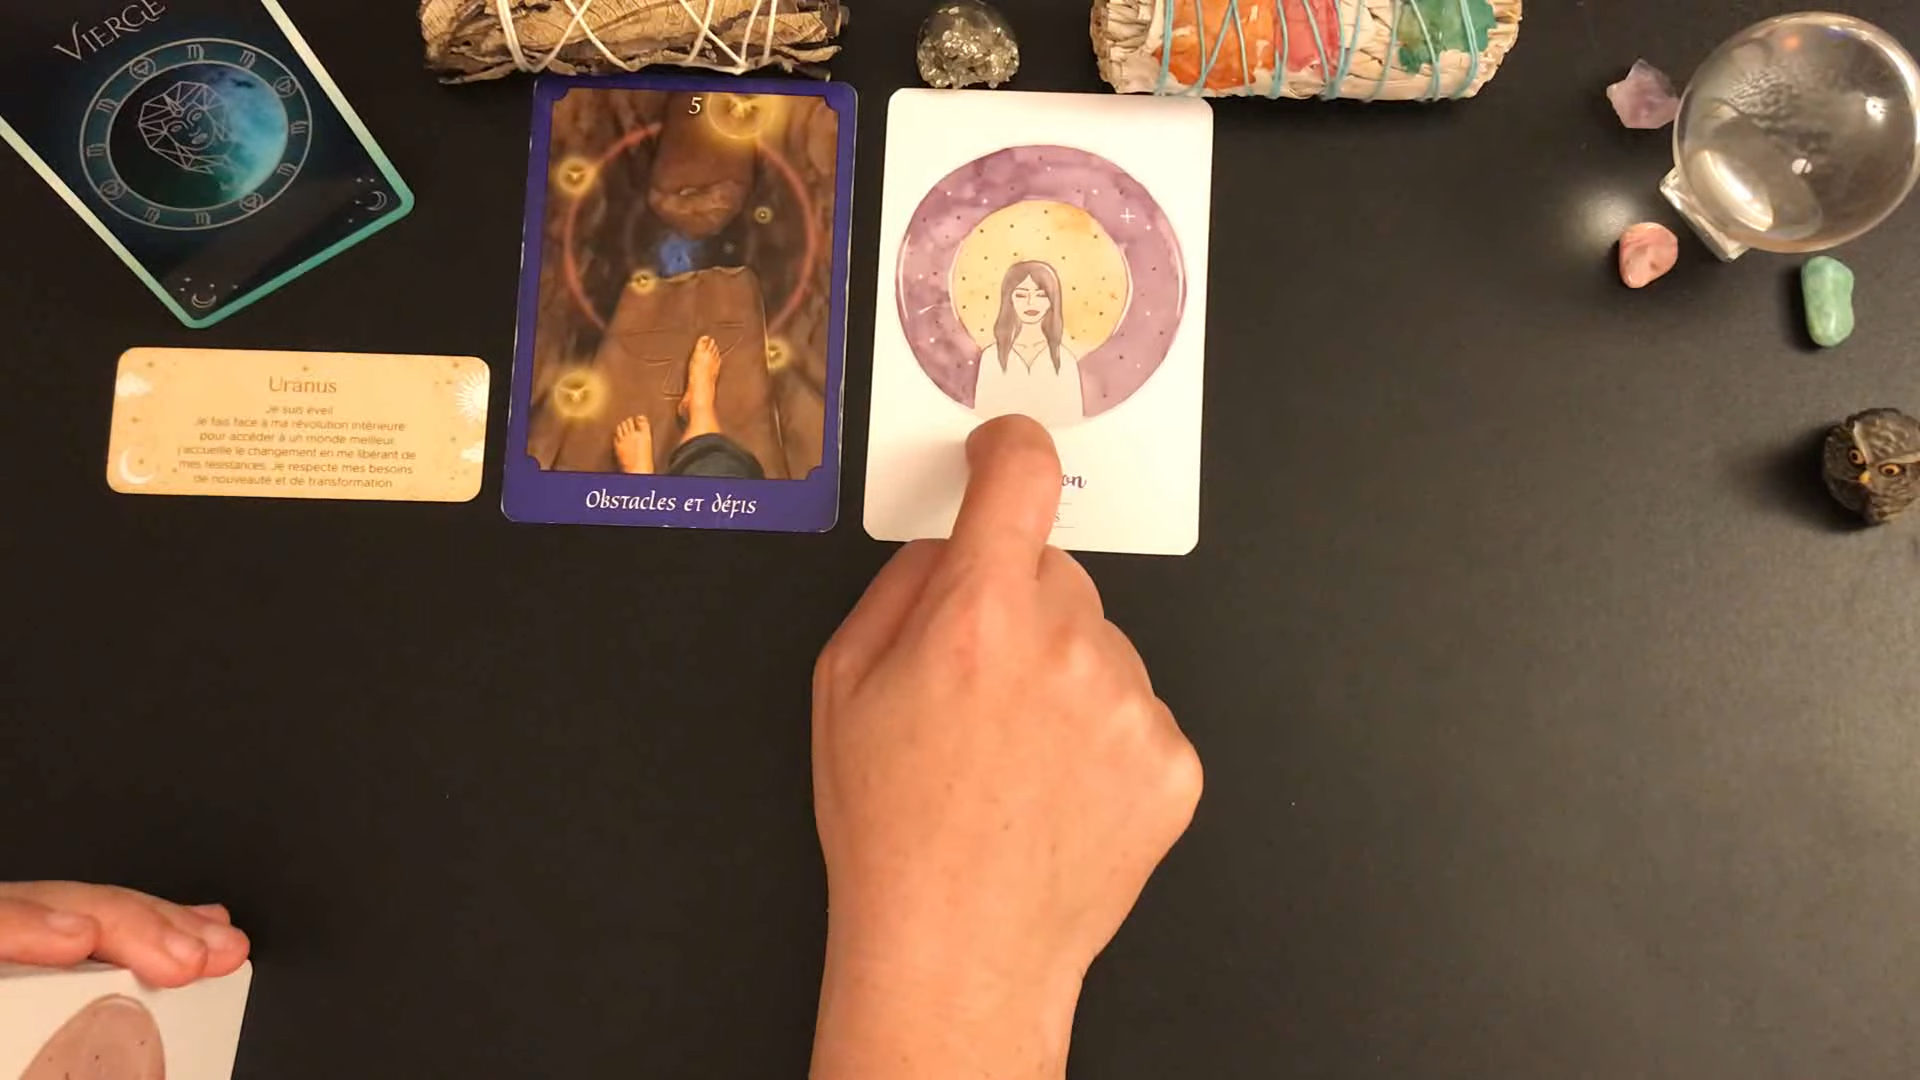 VIERGE
Uranus
Je suis éveil
Je fais face à ma révolution intérieure
pour accéder à un monde meilleur.
J'accueille le changement en me libérant de
mes résistances. Je respecte mes besoins
de nouveauté et de transformation
5
Obstacles et défis
on
s